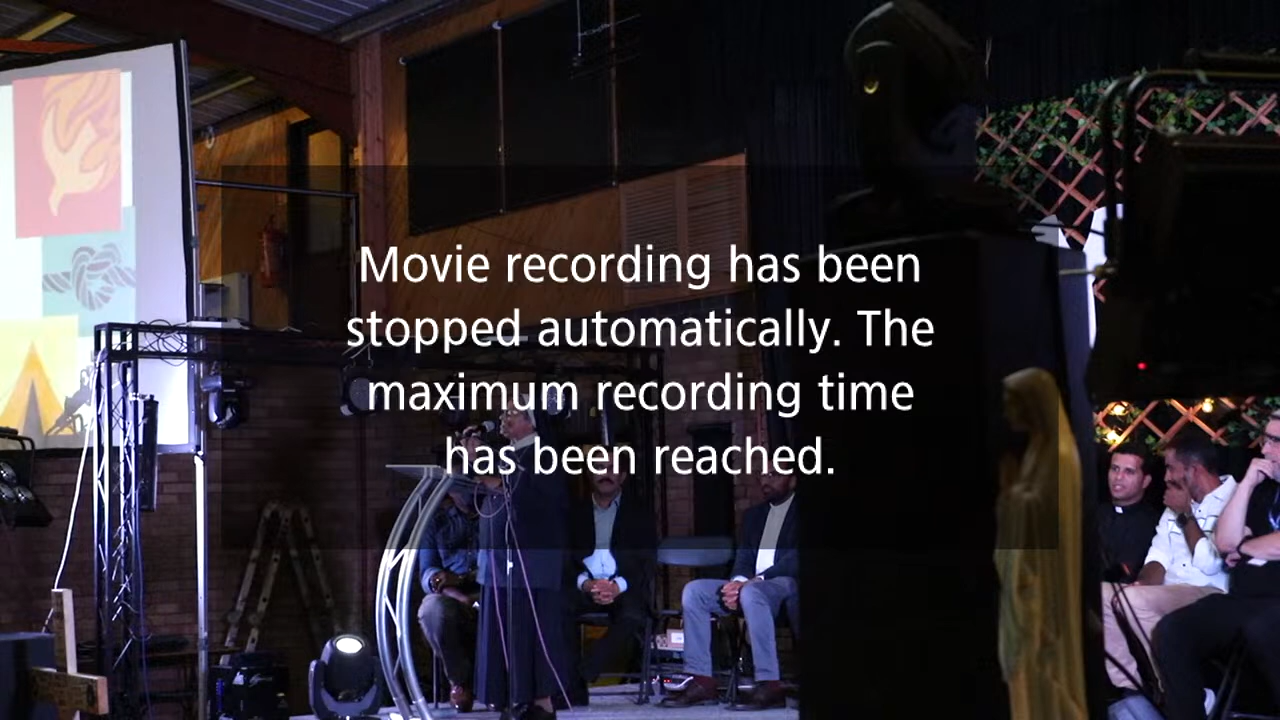 Movie recording has been
stopped automatically. The
maximum recording time
has been reached.